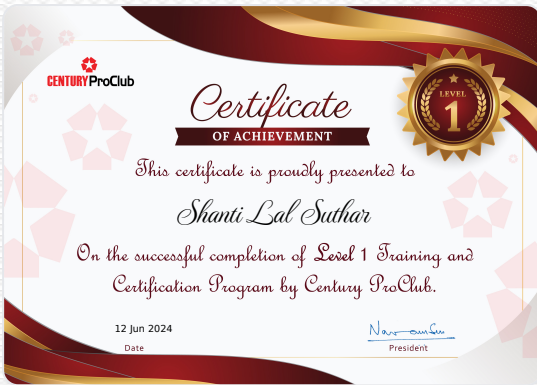 CENTURY ProClub
Certificate
OF ACHIEVEMENT
LEVEL
1
This certificate is proudly presented to
Shanti Lal Suthar
On the successful completion of Level 1 Training and
Certification Program by Century ProClub.
12 Jun 2024
Date
President